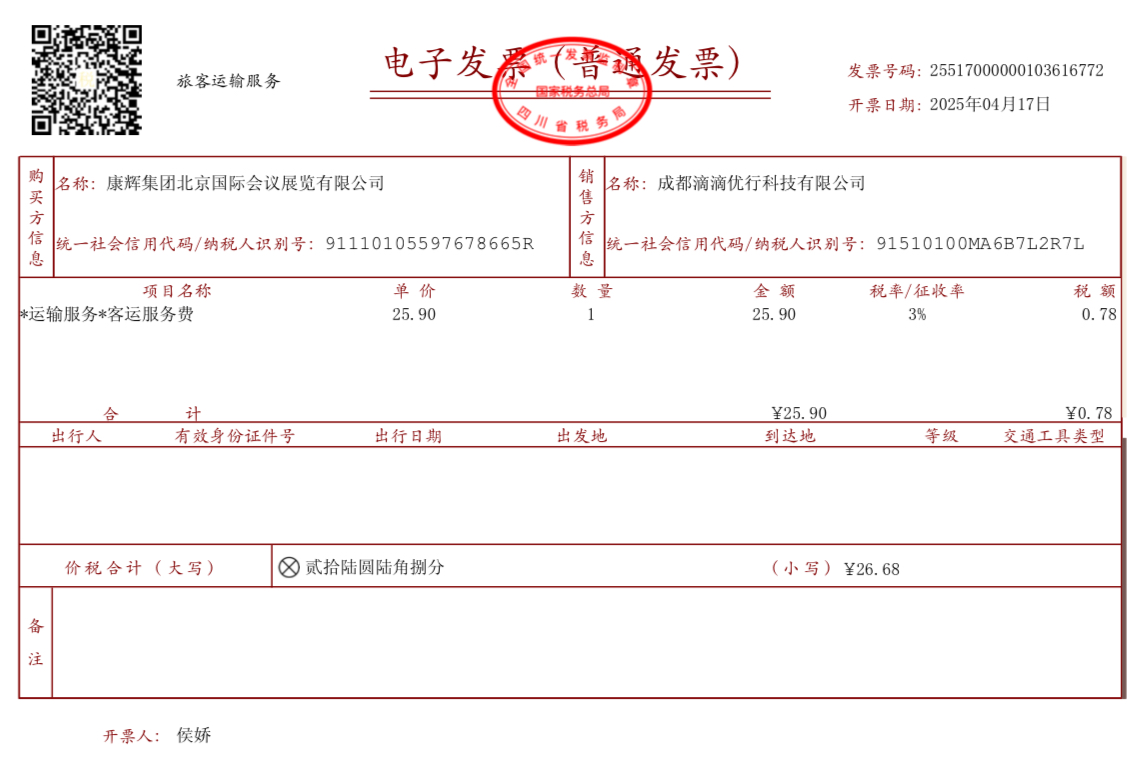 旅客运输服务
电子发票（普通发票）
全国统一发票监制章
国家税务总局
四川省税务局
发票号码：25517000000103616772
开票日期：2025年04月17日
购买方信息
名称：康辉集团北京国际会议展览有限公司
统一社会信用代码/纳税人识别号：91110105597678665R
销售方信息
名称：成都滴滴优行科技有限公司
统一社会信用代码/纳税人识别号：91510100MA6B7L2R7L
项目名称 单价 数量 金额 税率/征收率 税额
*运输服务*客运服务费 25.90 1 25.90 3% 0.78
合计 ¥25.90 ¥0.78
出行人 有效身份证件号 出行日期 出发地 到达地 等级 交通工具类型
价税合计（大写） 贰拾陆圆陆角捌分 （小写）¥26.68
备注
开票人：侯娇